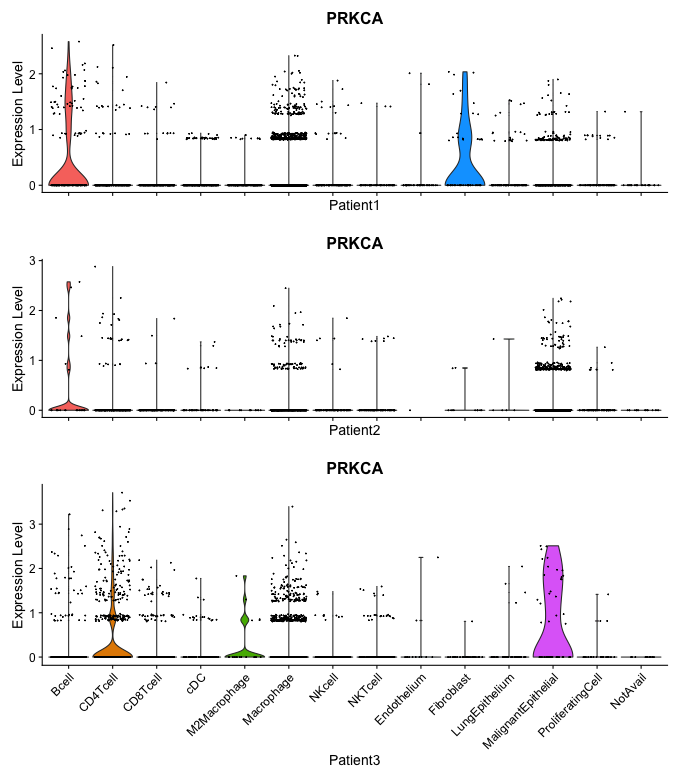 PRKCA
Expression Level
2
1
0
Patient1
PRKCA
Expression Level
3
2
1
0
Patient2
PRKCA
Expression Level
3
2
1
0
Bcell
CD4Tcell
CD8Tcell
cDC
M2Macrophage
Macrophage
NKcell
NKTcell
Endothelium
Fibroblast
LungEpithelium
MalignantEpithelial
ProliferatingCell
NotAvail
Patient3